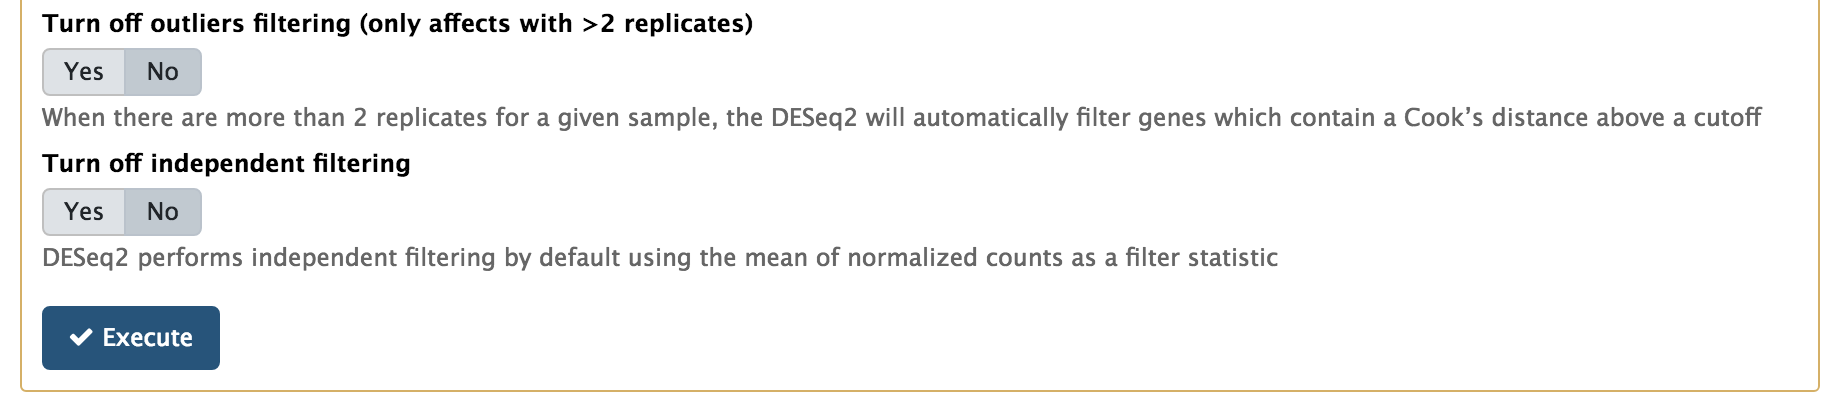 Turn off outliers filtering (only affects with >2 replicates)
Yes No
When there are more than 2 replicates for a given sample, the DESeq2 will automatically filter genes which contain a Cook’s distance above a cutoff
Turn off independent filtering
Yes No
DESeq2 performs independent filtering by default using the mean of normalized counts as a filter statistic
Execute